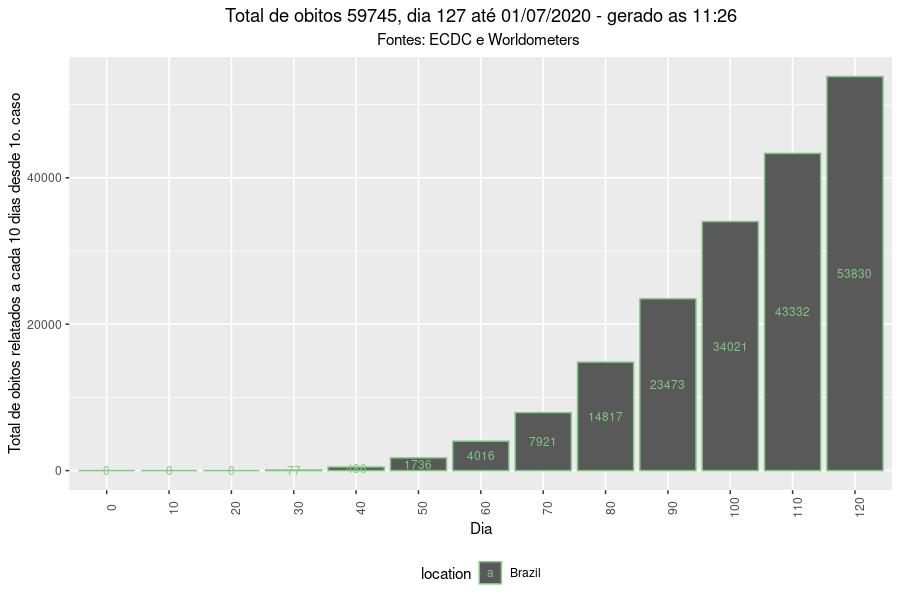 Total de obitos 59745, dia 127 até 01/07/2020 - gerado as 11:26
Fontes: ECDC e Worldometers
Total de obitos relatados a cada 10 dias desde 1o. caso
40000
20000
0
0 0 0 77 1736 4016 7921 14817 23473 34021 43332 53830
0 10 20 30 40 50 60 70 80 90 100 110 120
Dia
location a Brazil